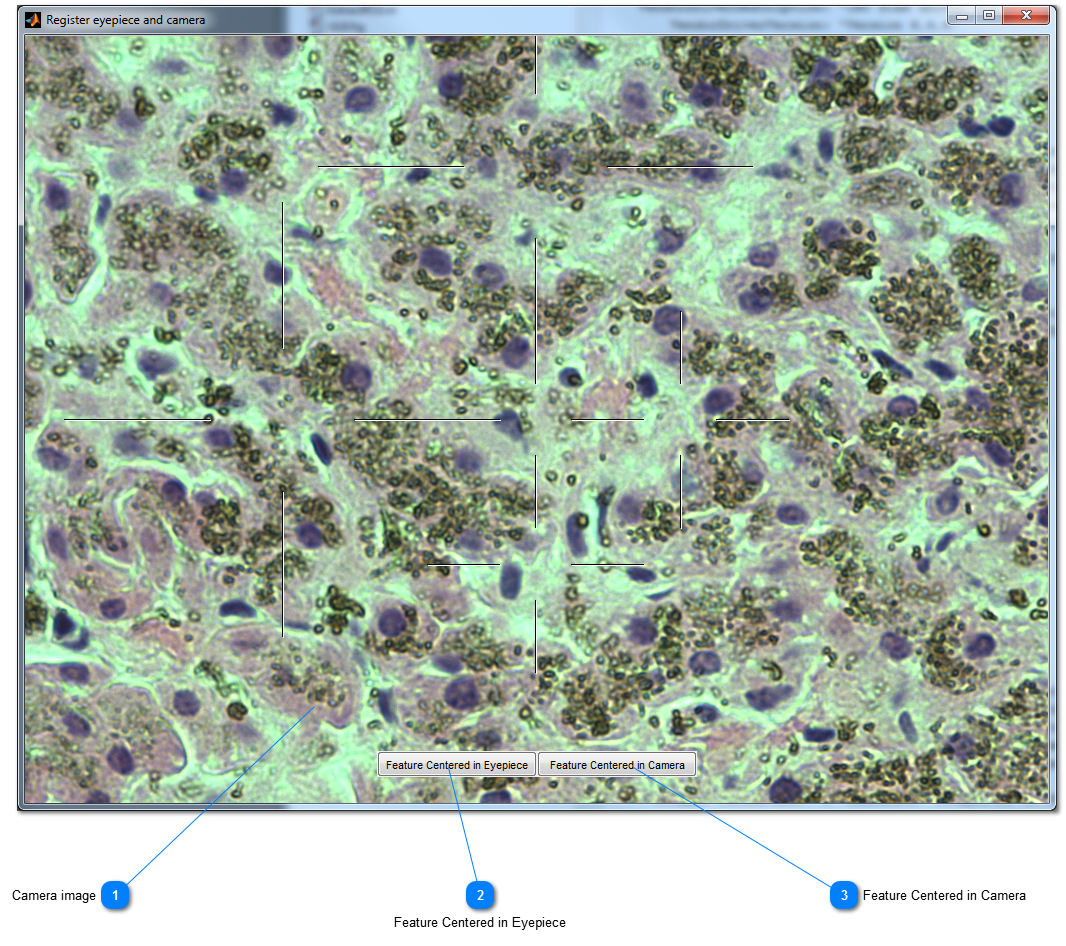 Register eyepiece and camera
Feature Centered in Eyepiece
Feature Centered in Camera
Camera image
1
2
3
Feature Centered in Camera
Feature Centered in Eyepiece